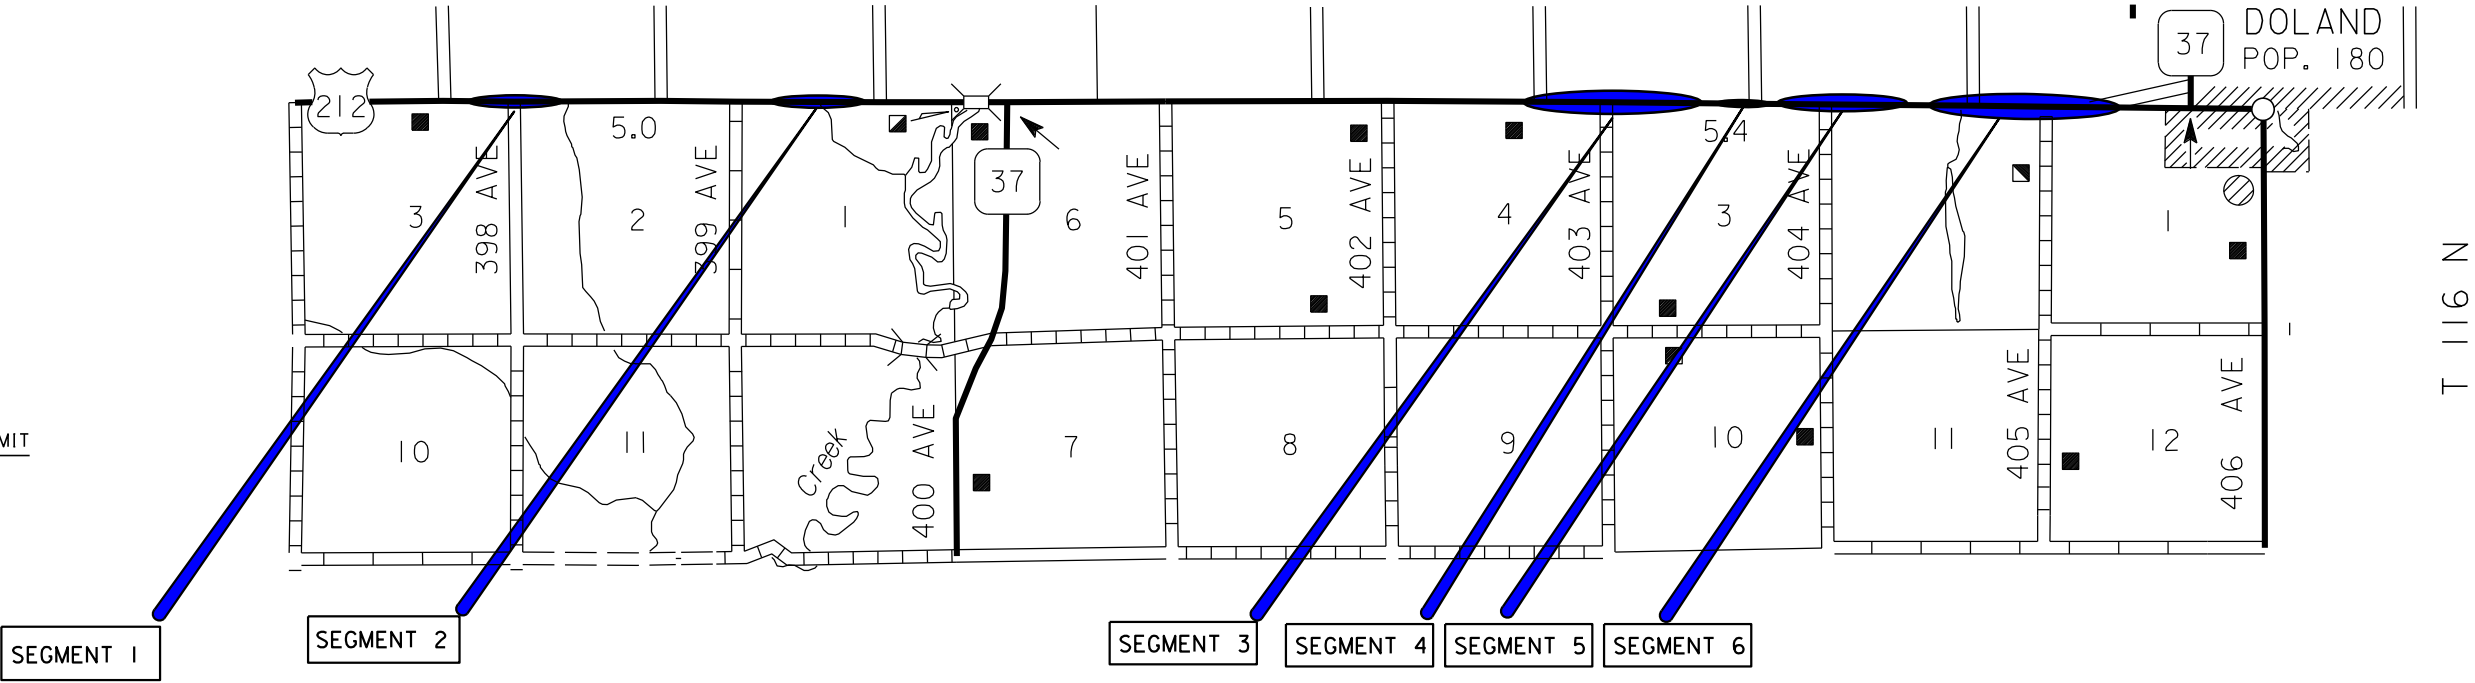 DOLAND
POP. 180
37
212
5.0
5.4
37
3
398 AVE
2
399 AVE
1
6
401 AVE
5
402 AVE
4
403 AVE
3
404 AVE
1
T 116 N
MIT
10
11
Creek
400 AVE
7
8
9
10
11
405 AVE
12
406 AVE
SEGMENT 1
SEGMENT 2
SEGMENT 3
SEGMENT 4
SEGMENT 5
SEGMENT 6